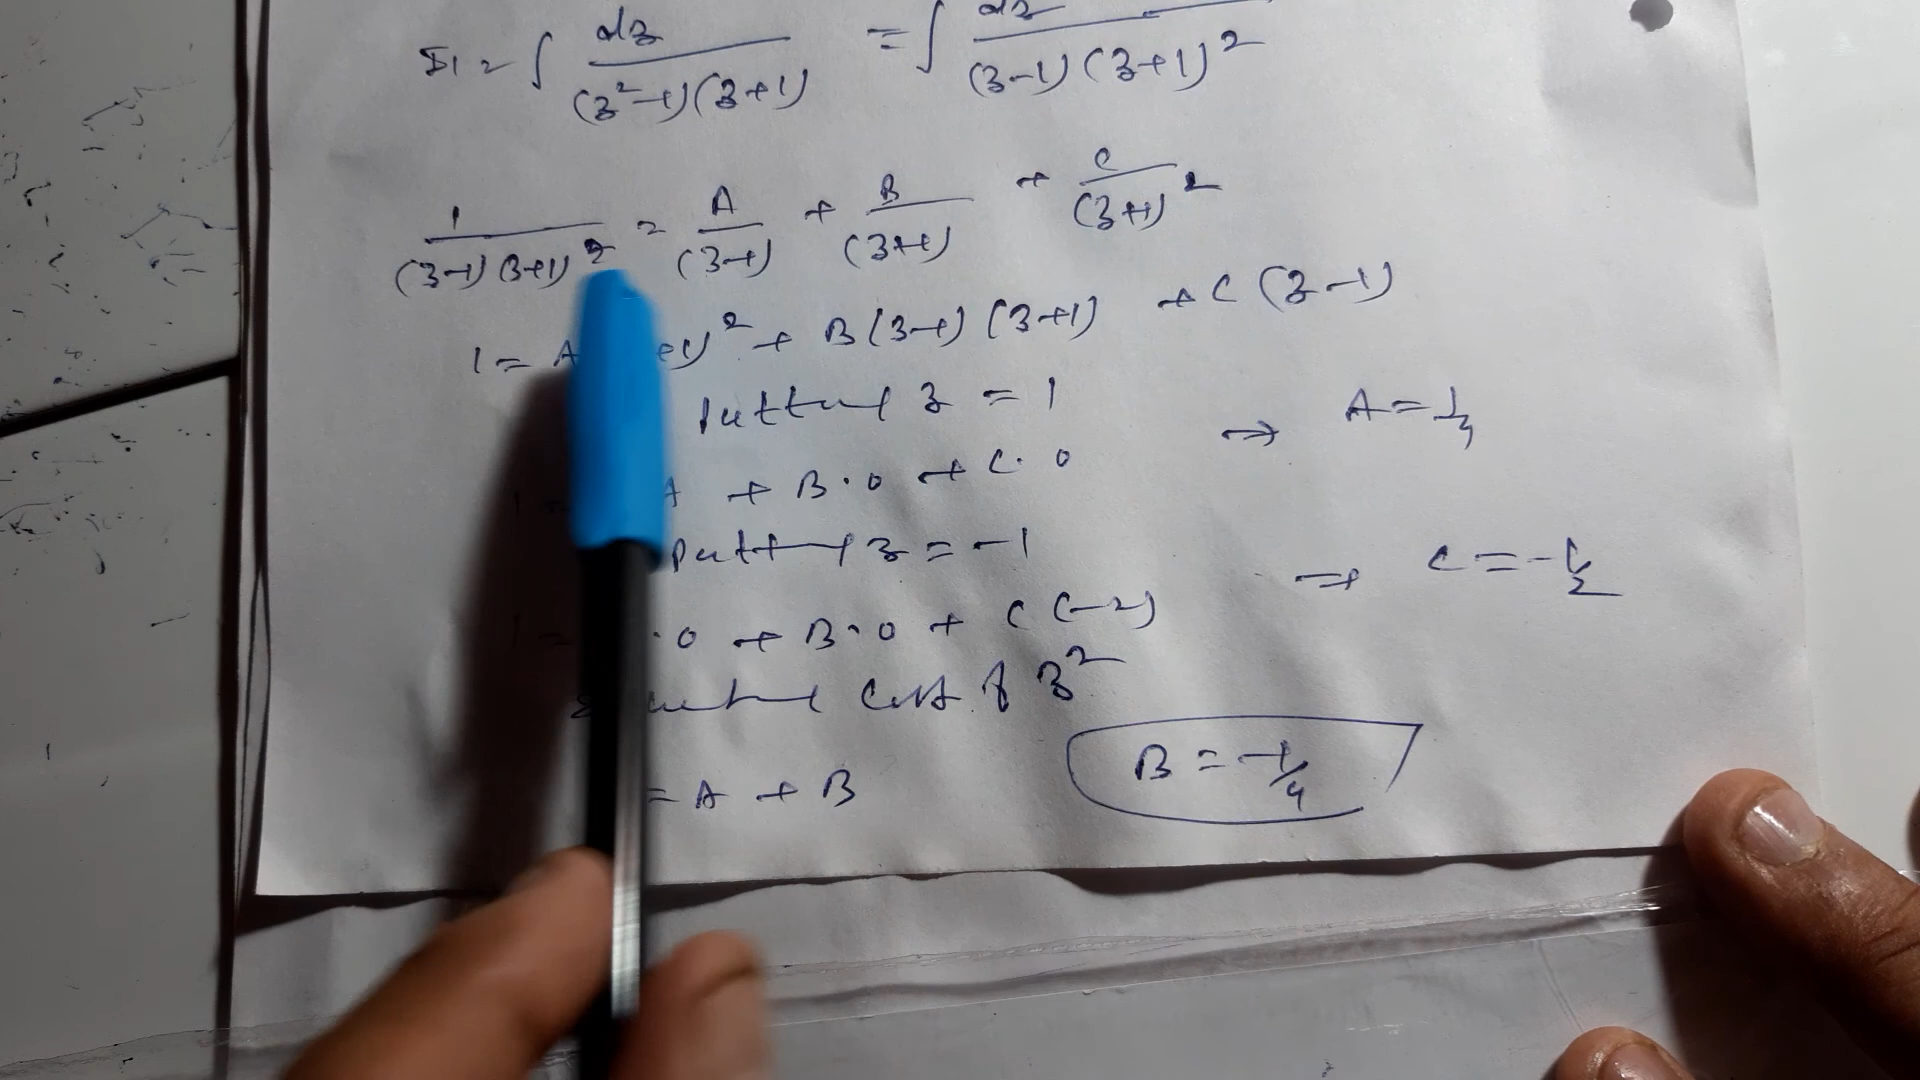 I1 = ∫ dz / (z²-1)(z+1) = ∫ dz / (z-1)(z+1)²
1 / (z-1)(z+1)² = A / (z-1) + B / (z+1) + C / (z+1)²
1 = A +1)² + B(z-1)(z+1) + C(z-1)
putting z = 1
A + B·0 + C·0 ⇒ A = 1/4
putting z = -1
1 = ·0 + B·0 + C(-2) ⇒ C = -1/2
of z²
= A + B B = -1/4